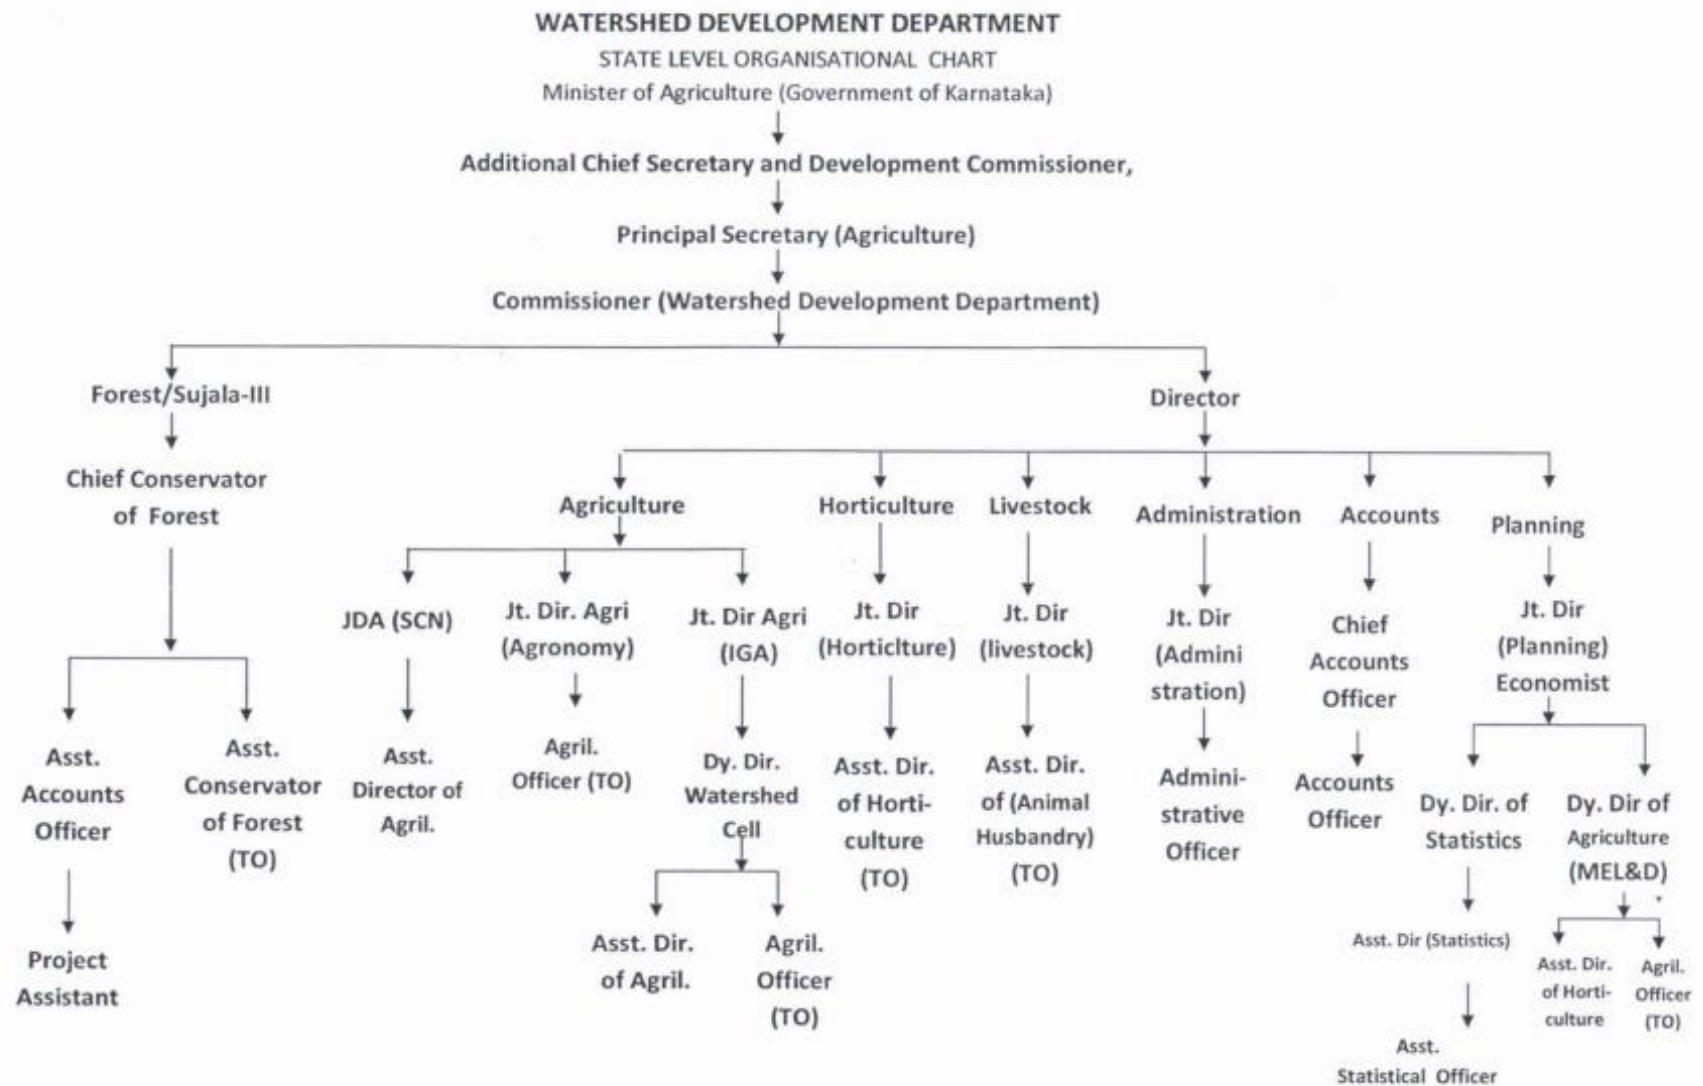 WATERSHED DEVELOPMENT DEPARTMENT
STATE LEVEL ORGANISATIONAL CHART
Minister of Agriculture (Government of Karnataka)
Additional Chief Secretary and Development Commissioner,
Principal Secretary (Agriculture)
Commissioner (Watershed Development Department)
Forest/Sujala-III
Director
Chief Conservator
of Forest
Agriculture
Horticulture
Livestock
Administration
Accounts
Planning
JDA (SCN)
Jt. Dir. Agri
(Agronomy)
Jt. Dir Agri
(IGA)
Jt. Dir
(Horticlture)
Jt. Dir
(livestock)
Jt. Dir
(Admini
stration)
Chief
Accounts
Officer
Jt. Dir
(Planning)
Economist
Asst.
Accounts
Officer
Asst.
Conservator
of Forest
(TO)
Asst.
Director of
Agril.
Agril.
Officer (TO)
Dy. Dir.
Watershed
Cell
Asst. Dir.
of Horti-
culture
(TO)
Asst. Dir.
of (Animal
Husbandry)
(TO)
Admini-
strative
Officer
Accounts
Officer
Dy. Dir. of
Statistics
Dy. Dir of
Agriculture
(MEL&D)
Project
Assistant
Asst. Dir.
of Agril.
Agril.
Officer
(TO)
Asst. Dir (Statistics)
Asst. Dir.
of Horti-
culture
Agril.
Officer
(TO)
Asst.
Statistical Officer